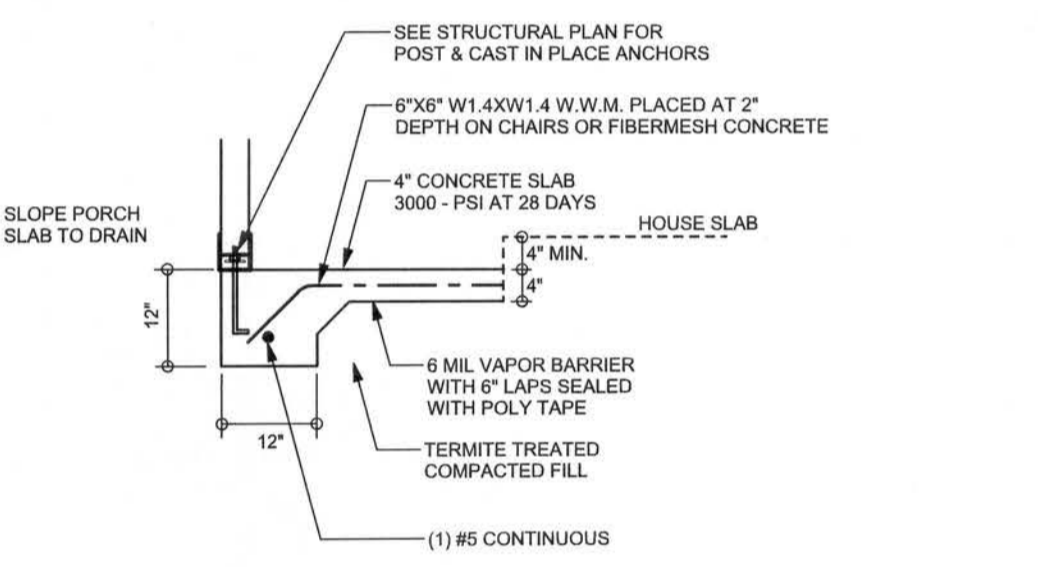 SEE STRUCTURAL PLAN FOR
POST & CAST IN PLACE ANCHORS
6"X6" W1.4XW1.4 W.W.M. PLACED AT 2"
DEPTH ON CHAIRS OR FIBERMESH CONCRETE
4" CONCRETE SLAB
3000 - PSI AT 28 DAYS
SLOPE PORCH
SLAB TO DRAIN
HOUSE SLAB
4" MIN.
4"
12"
6 MIL VAPOR BARRIER
WITH 6" LAPS SEALED
WITH POLY TAPE
12"
TERMITE TREATED
COMPACTED FILL
(1) #5 CONTINUOUS